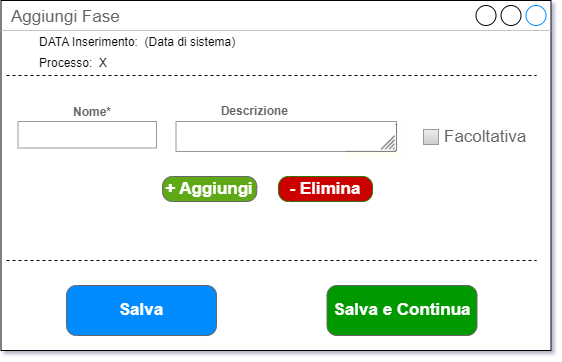 Aggiungi Fase
DATA Inserimento: (Data di sistema)
Processo: X
Nome* Descrizione
Facoltativa
+ Aggiungi - Elimina
Salva Salva e Continua